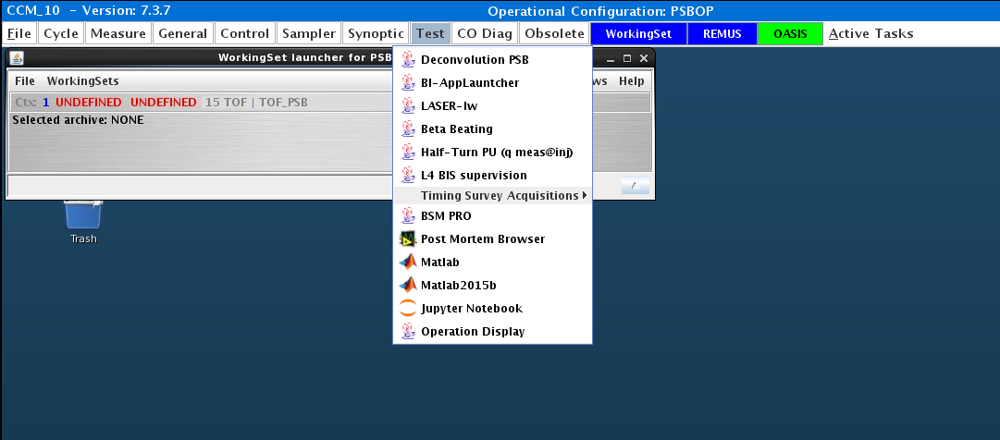 CCM_10 - Version: 7.3.7 Operational Configuration: PSBOP
File Cycle Measure General Control Sampler Synoptic Test CO Diag Obsolete WorkingSet REMUS OASIS Active Tasks
WorkingSet launcher for PSB
File WorkingSets ws Help
Ctx: 1 UNDEFINED UNDEFINED 15 TOF | TOF_PSB
Selected archive: NONE
Deconvolution PSB
BI-AppLauntcher
LASER-lw
Beta Beating
Half-Turn PU (q meas@inj)
L4 BIS supervision
Timing Survey Acquisitions
BSM PRO
Post Mortem Browser
Matlab
Matlab2015b
Jupyter Notebook
Operation Display
Trash